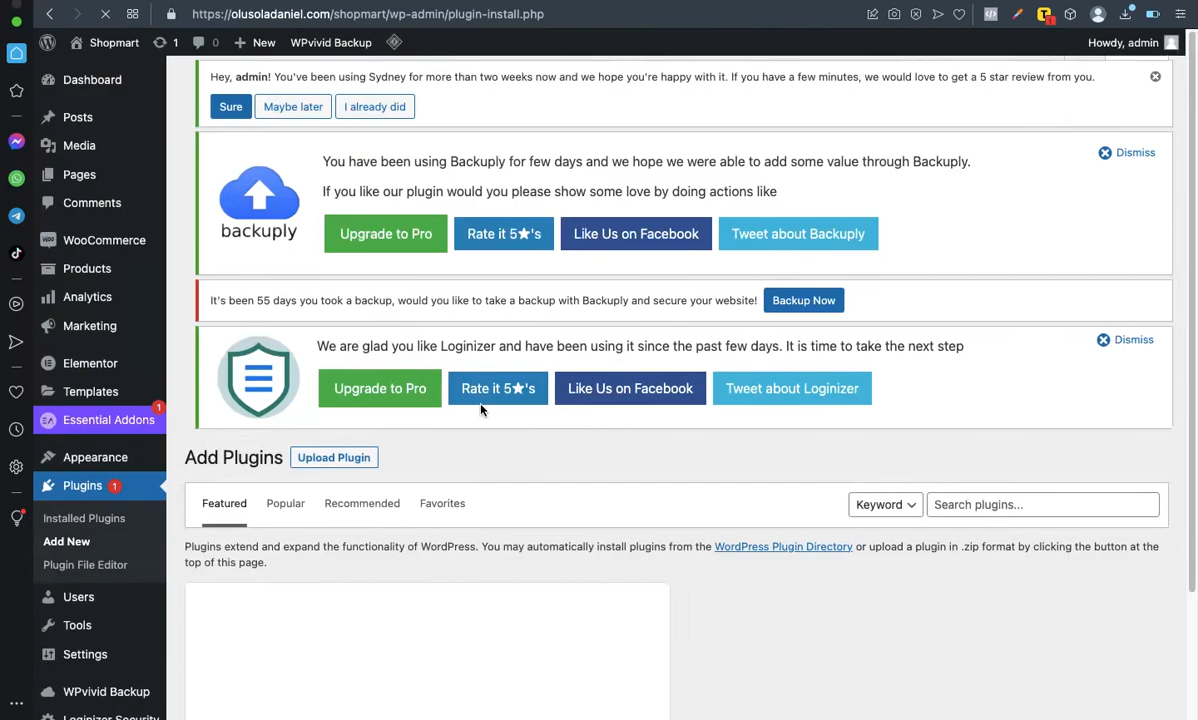 https://olusoladaniel.com/shopmart/wp-admin/plugin-install.php
1
Shopmart
1
0
New
WPvivid Backup
Howdy, admin
Dashboard
Posts
Media
Pages
Comments
WooCommerce
Products
Analytics
Marketing
Elementor
Templates
Essential Addons
1
Appearance
Plugins
1
Installed Plugins
Add New
Plugin File Editor
Users
Tools
Settings
WPvivid Backup
Loginizer Security
Hey, admin! You've been using Sydney for more than two weeks now and we hope you're happy with it. If you have a few minutes, we would love to get a 5 star review from you.
Sure
Maybe later
I already did
backuply
You have been using Backuply for few days and we hope we were able to add some value through Backuply.
Dismiss
If you like our plugin would you please show some love by doing actions like
Upgrade to Pro
Rate it 5★'s
Like Us on Facebook
Tweet about Backuply
It's been 55 days you took a backup, would you like to take a backup with Backuply and secure your website!
Backup Now
We are glad you like Loginizer and have been using it since the past few days. It is time to take the next step
Dismiss
Upgrade to Pro
Rate it 5★'s
Like Us on Facebook
Tweet about Loginizer
Add Plugins
Upload Plugin
Featured
Popular
Recommended
Favorites
Keyword
Search plugins...
Plugins extend and expand the functionality of WordPress. You may automatically install plugins from the WordPress Plugin Directory or upload a plugin in .zip format by clicking the button at the
top of this page.